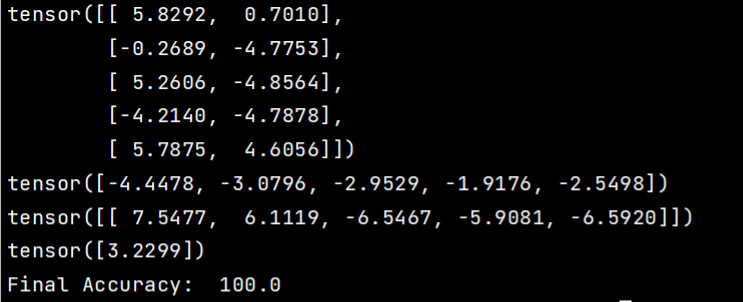 tensor([[ 5.8292,  0.7010],
        [-0.2689, -4.7753],
        [ 5.2606, -4.8564],
        [-4.2140, -4.7878],
        [ 5.7875,  4.6056]])
tensor([-4.4478, -3.0796, -2.9529, -1.9176, -2.5498])
tensor([[ 7.5477,  6.1119, -6.5467, -5.9081, -6.5920]])
tensor([3.2299])
Final Accuracy:  100.0